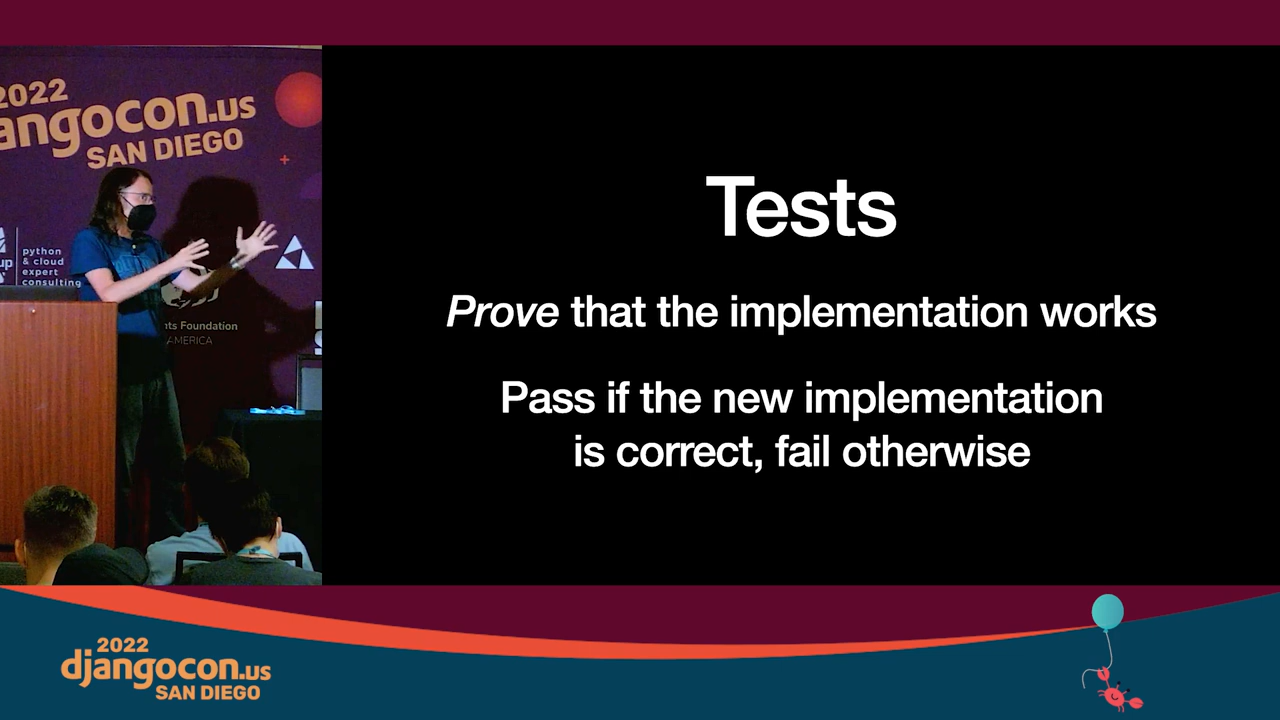 2022
djangocon.us
SAN DIEGO
python
& cloud
expert
consulting
Foundation
AMERICA
Tests
Prove that the implementation works
Pass if the new implementation
is correct, fail otherwise
2022
djangocon.us
SAN DIEGO